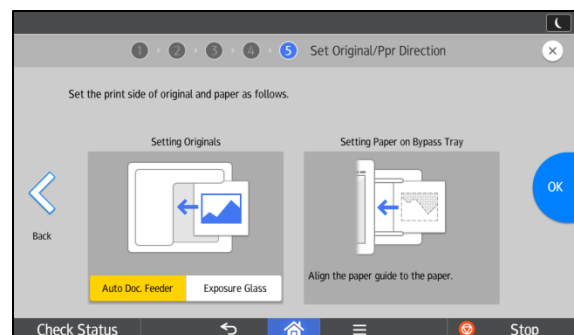 1 2 3 4 5 Set Original/Ppr Direction
Set the print side of original and paper as follows.
Setting Originals
Setting Paper on Bypass Tray
Back
OK
Align the paper guide to the paper.
Auto Doc. Feeder
Exposure Glass
Check Status
Stop